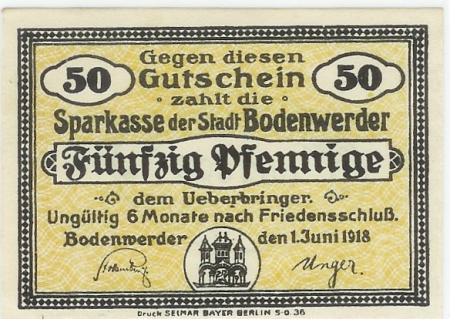 Gegen diesen
50 Gutschein 50
zahlt die
Sparkasse der Stadt Bodenwerder
Fünfzig Pfennige
dem Ueberbringer.
Ungültig 6 Monate nach Friedensschluß.
Bodenwerder den 1. Juni 1918
Unger.
Druck SELMAR BAYER BERLIN S-O. 36